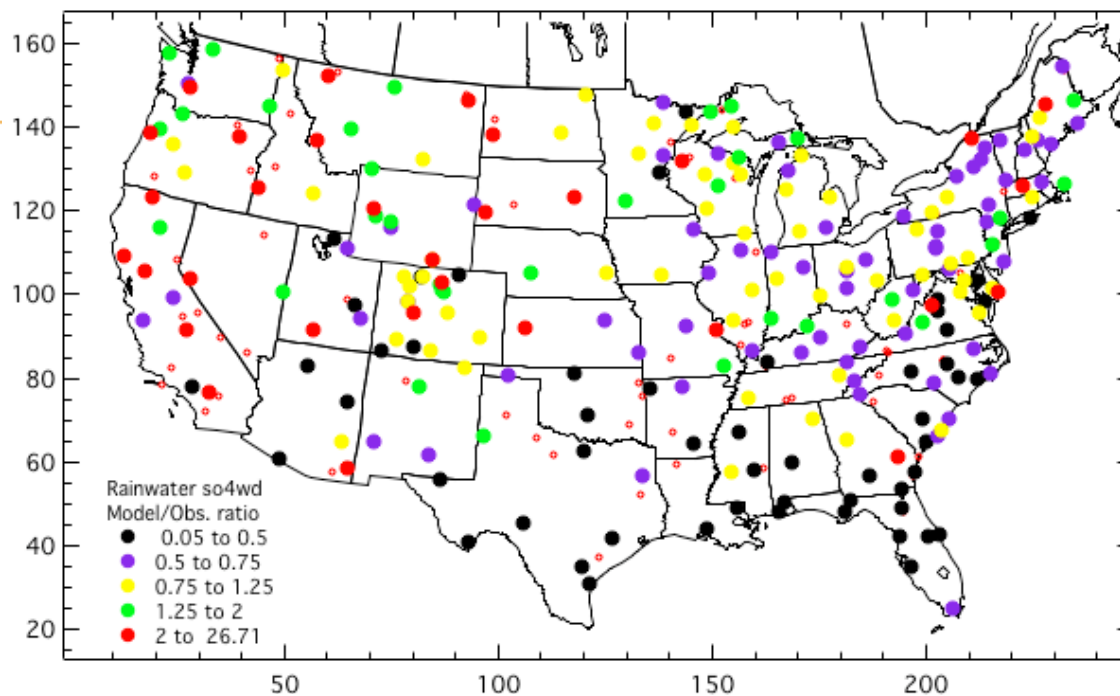 160
140
120
100
80
60
40
20
Rainwater so4wd
Model/Obs. ratio
0.05 to 0.5
0.5 to 0.75
0.75 to 1.25
1.25 to 2
2 to 26.71
50 100 150 200